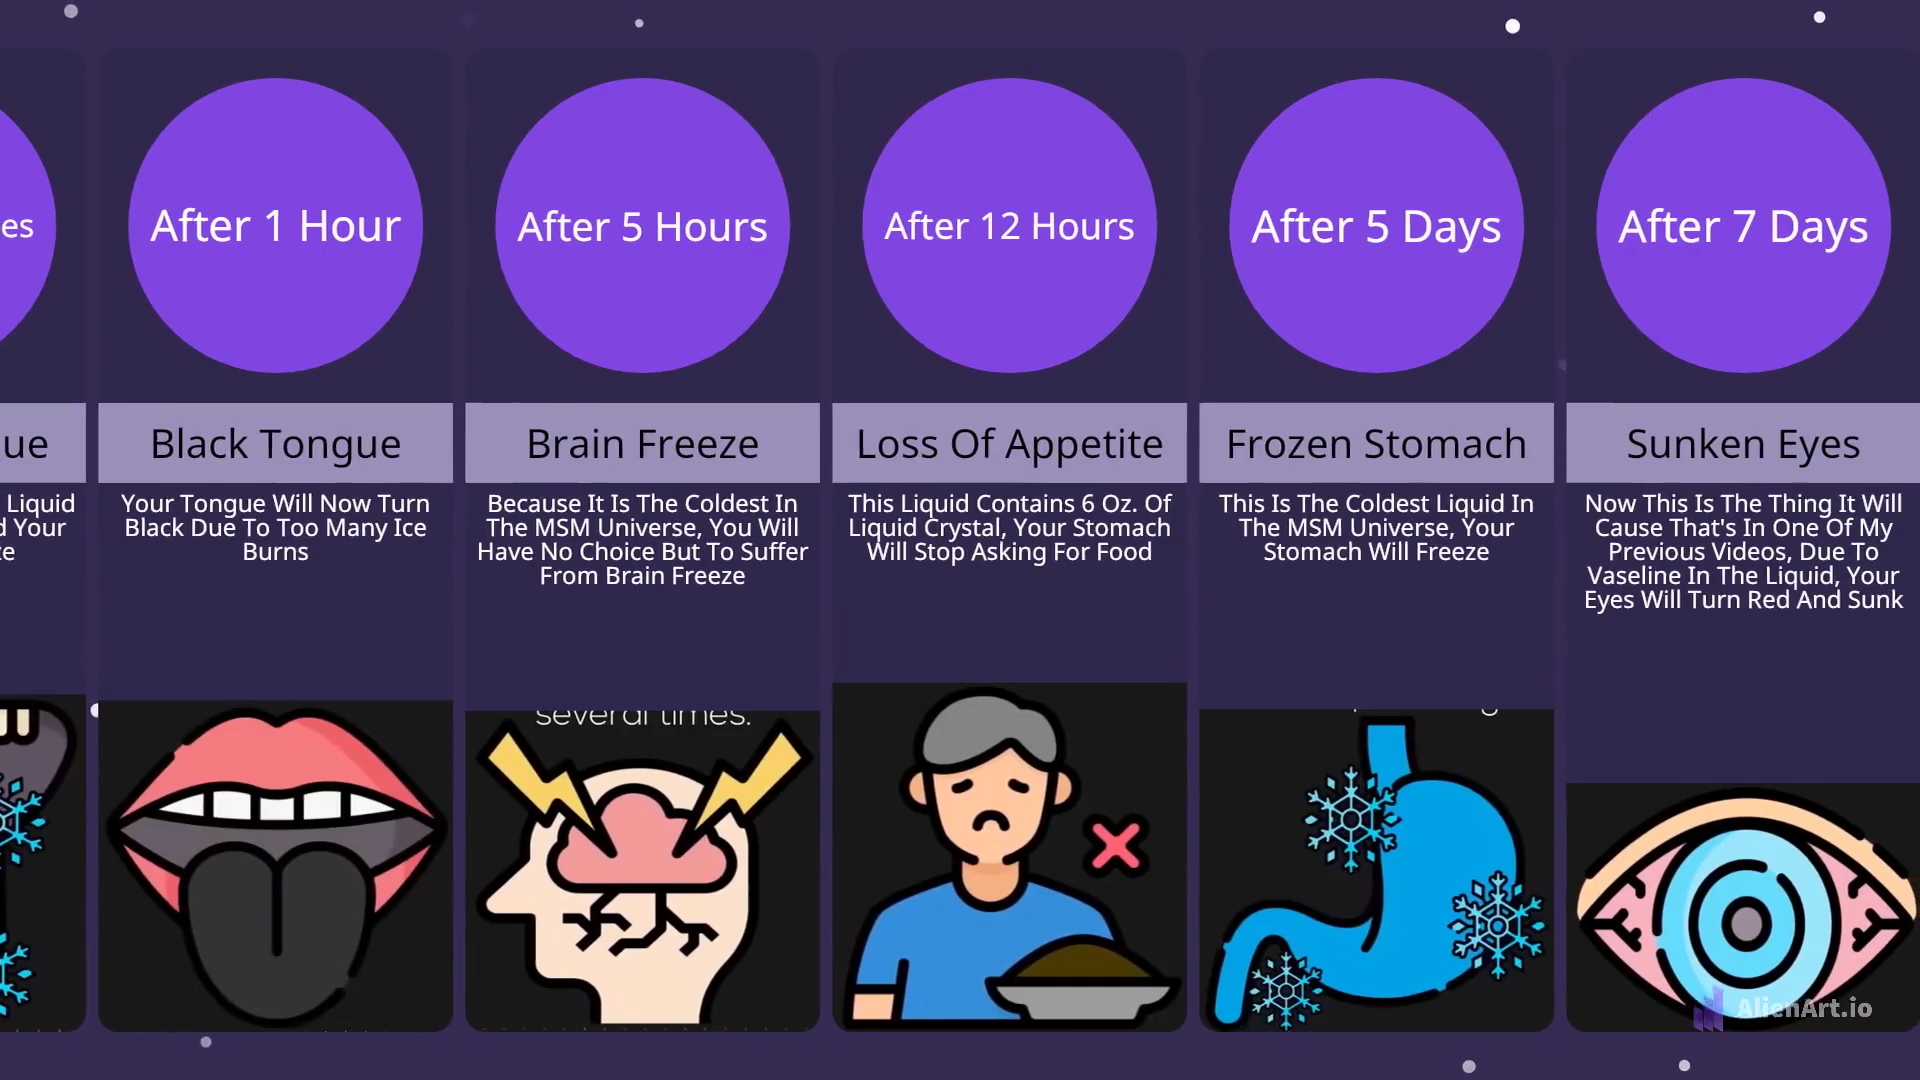 es
After 1 Hour
After 5 Hours
After 12 Hours
After 5 Days
After 7 Days
ue
Black Tongue
Brain Freeze
Loss Of Appetite
Frozen Stomach
Sunken Eyes
Liquid
d Your
ze
Your Tongue Will Now Turn
Black Due To Too Many Ice
Burns
Because It Is The Coldest In
The MSM Universe, You Will
Have No Choice But To Suffer
From Brain Freeze
This Liquid Contains 6 Oz. Of
Liquid Crystal, Your Stomach
Will Stop Asking For Food
This Is The Coldest Liquid In
The MSM Universe, Your
Stomach Will Freeze
Now This Is The Thing It Will
Cause That's In One Of My
Previous Videos, Due To
Vaseline In The Liquid, Your
Eyes Will Turn Red And Sunk
several times.
AlienArt.io